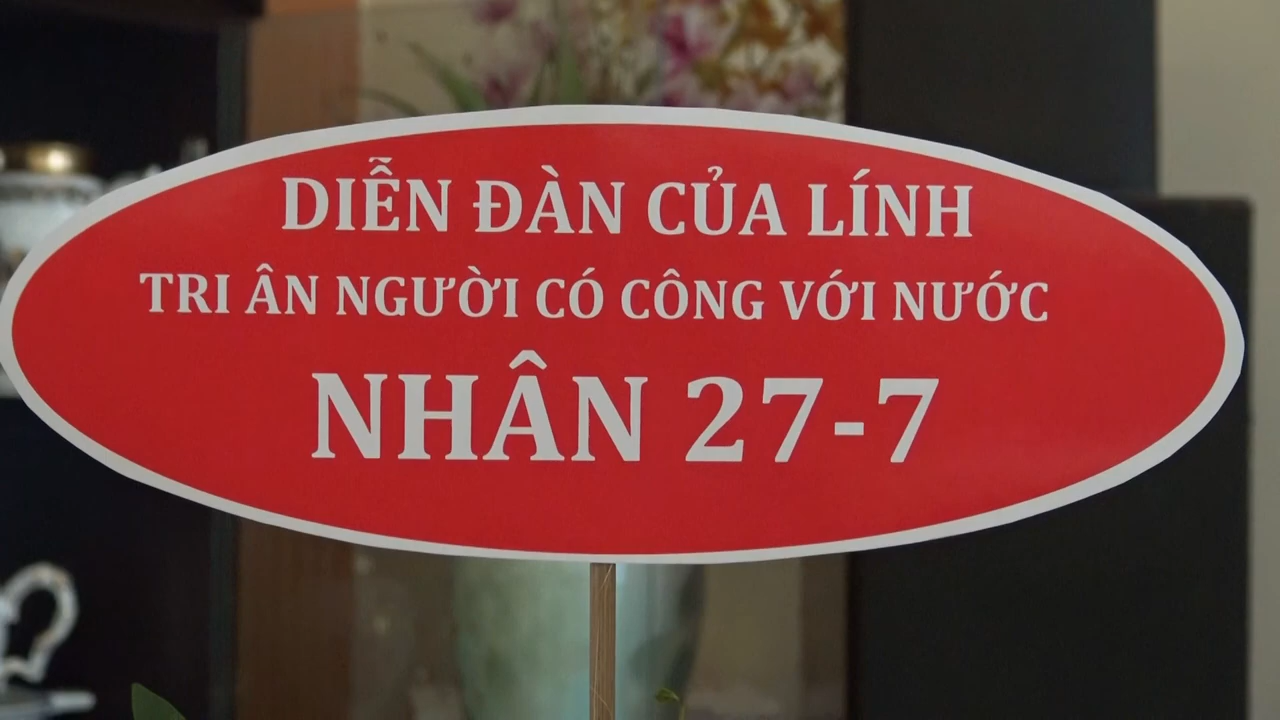 DIỄN ĐÀN CỦA LÍNH
TRI ÂN NGƯỜI CÓ CÔNG VỚI NƯỚC
NHÂN 27-7